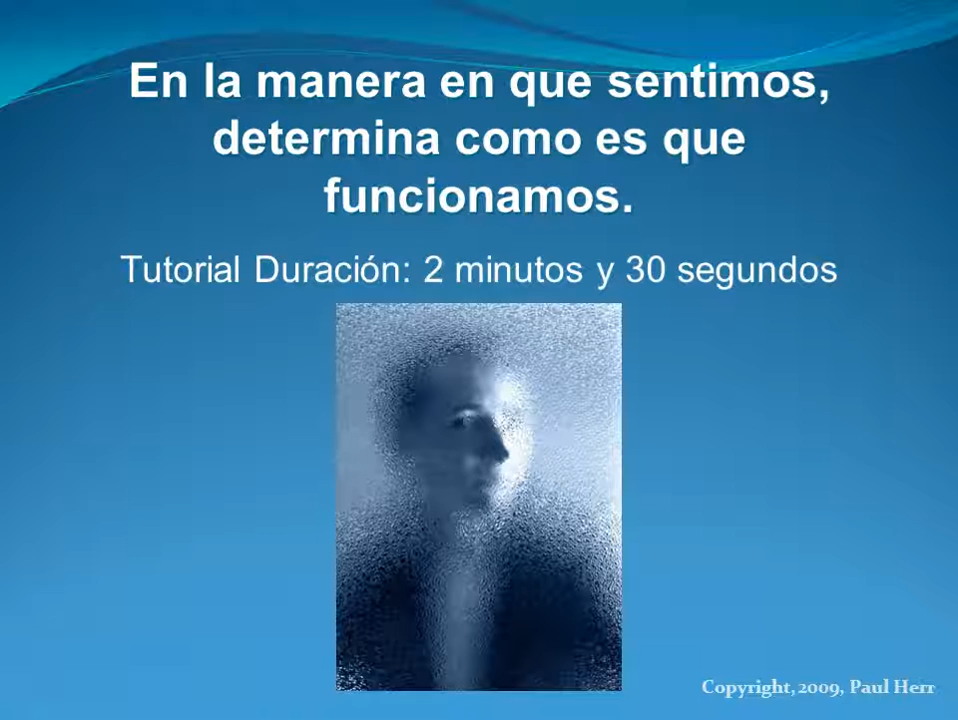 En la manera en que sentimos,
determina como es que
funcionamos.
Tutorial Duración: 2 minutos y 30 segundos
Copyright, 2009, Paul Herr